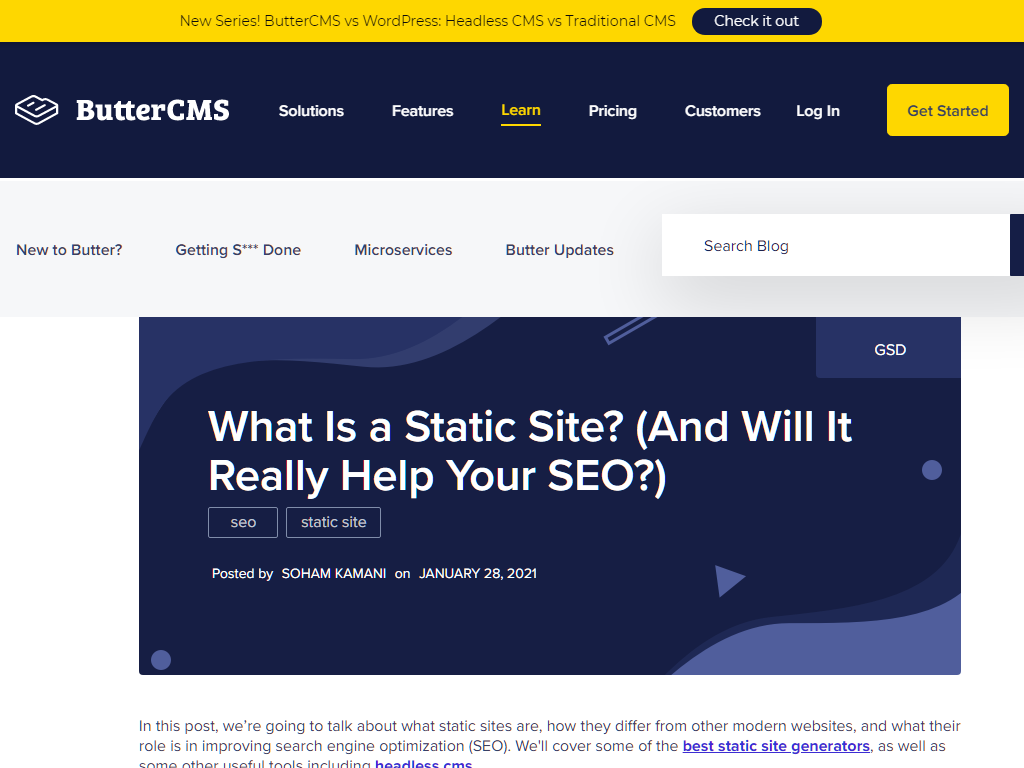 New Series! ButterCMS vs WordPress: Headless CMS vs Traditional CMS
Check it out
ButterCMS
Solutions
Features
Learn
Pricing
Customers
Log In
Get Started
New to Butter?
Getting S*** Done
Microservices
Butter Updates
Search Blog
GSD
What Is a Static Site? (And Will It
Really Help Your SEO?)
seo
static site
Posted by SOHAM KAMANI on JANUARY 28, 2021
In this post, we’re going to talk about what static sites are, how they differ from other modern websites, and what their
role is in improving search engine optimization (SEO). We'll cover some of the best static site generators, as well as
some other useful tools including headless cms.